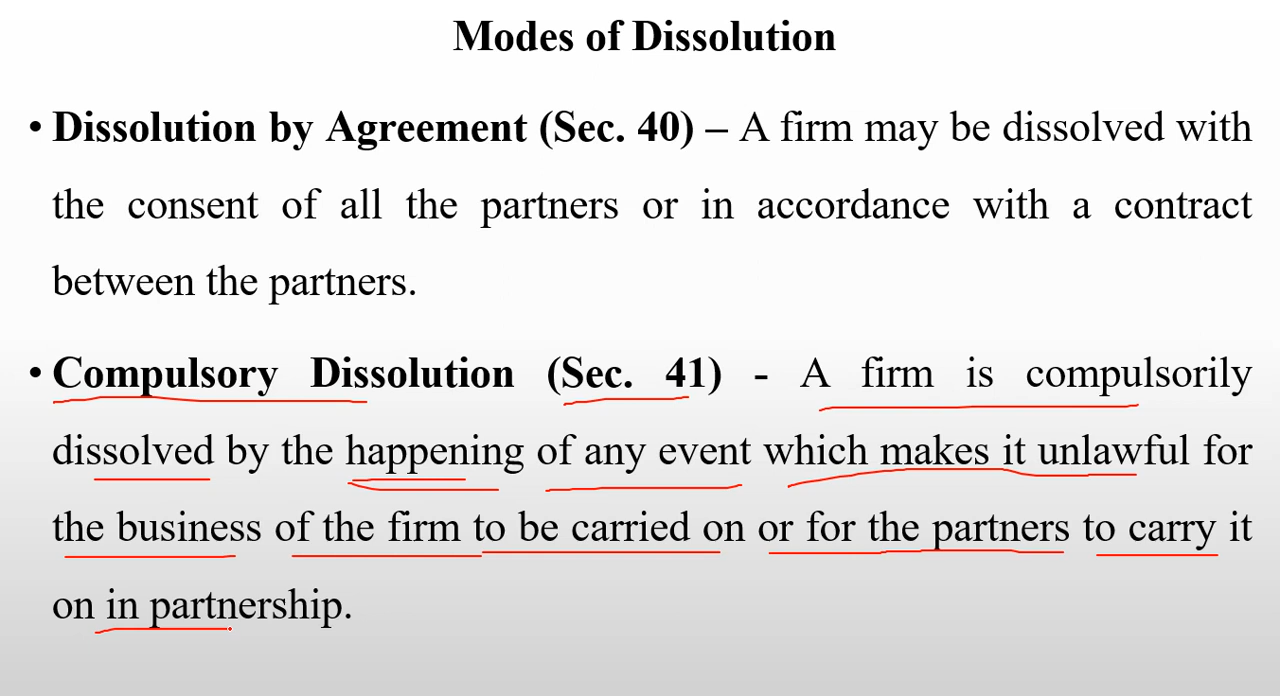 Modes of Dissolution
• Dissolution by Agreement (Sec. 40) – A firm may be dissolved with
the consent of all the partners or in accordance with a contract
between the partners.
• Compulsory Dissolution (Sec. 41) - A firm is compulsorily
dissolved by the happening of any event which makes it unlawful for
the business of the firm to be carried on or for the partners to carry it
on in partnership.